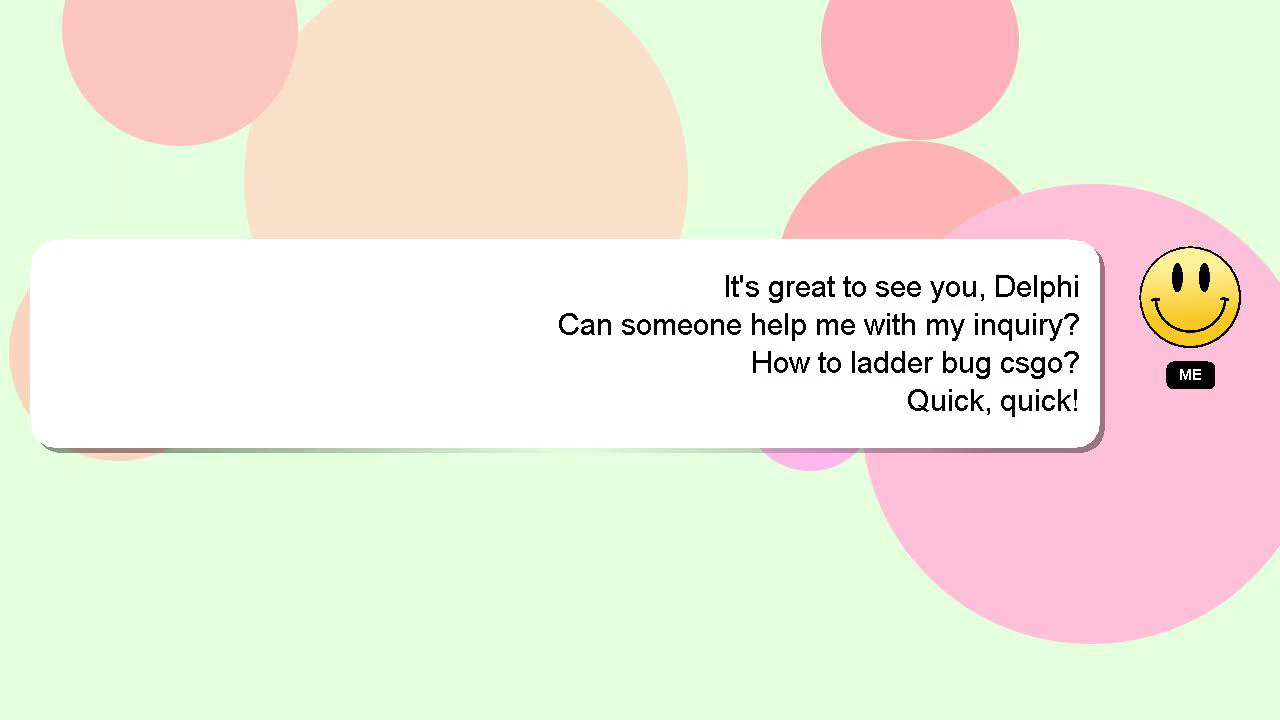 It's great to see you, Delphi
Can someone help me with my inquiry?
How to ladder bug csgo?
Quick, quick!
ME